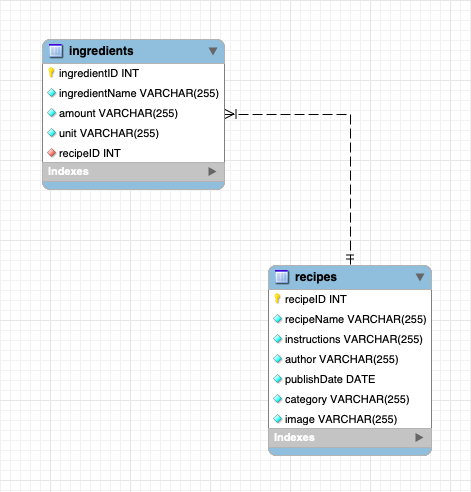 ingredients
ingredientID INT
ingredientName VARCHAR(255)
amount VARCHAR(255)
unit VARCHAR(255)
recipeID INT
Indexes
recipes
recipeID INT
recipeName VARCHAR(255)
instructions VARCHAR(255)
author VARCHAR(255)
publishDate DATE
category VARCHAR(255)
image VARCHAR(255)
Indexes